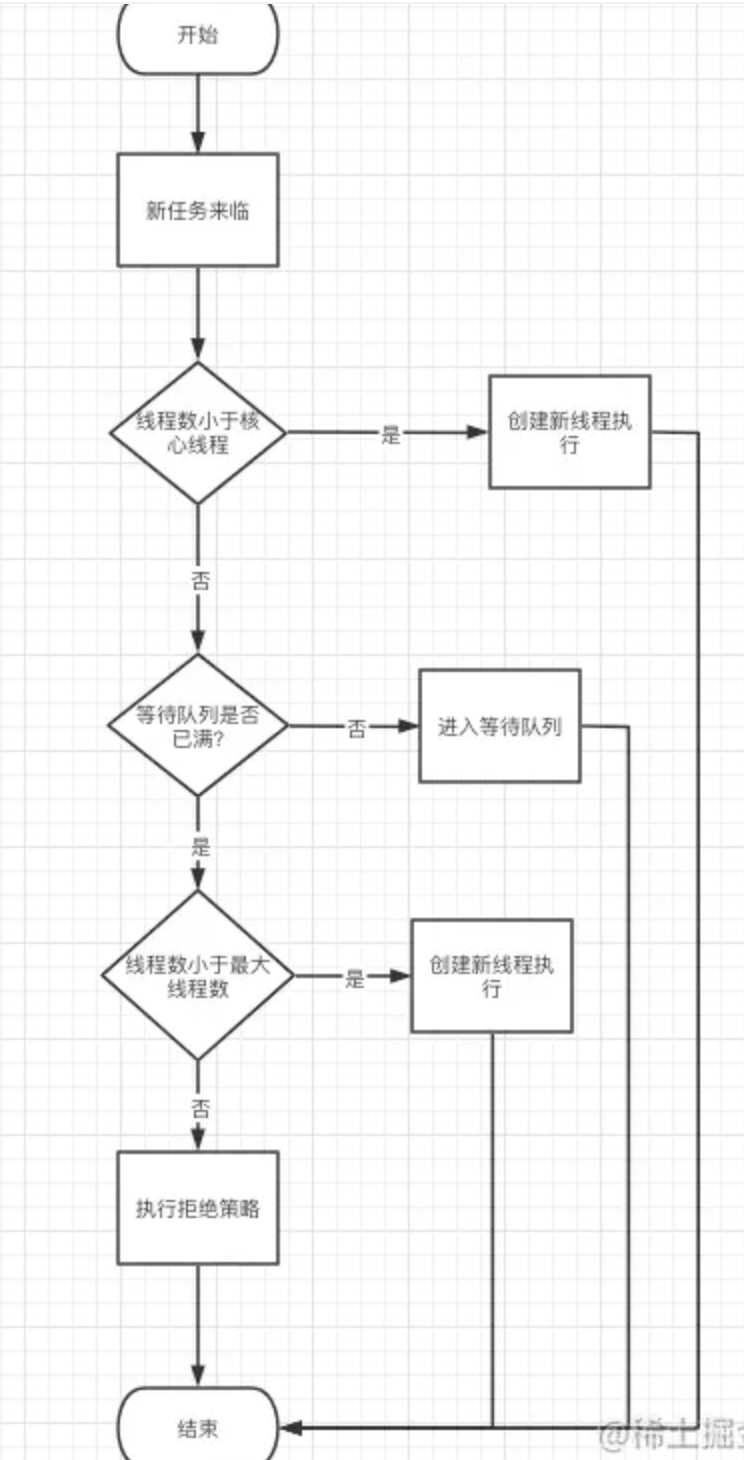 开始
新任务来临
线程数小于核
心线程
是
创建新线程执
行
否
等待队列是否
已满?
否
进入等待队列
是
线程数小于最大
线程数
是
创建新线程执
行
否
执行拒绝策略
结束
@稀土掘